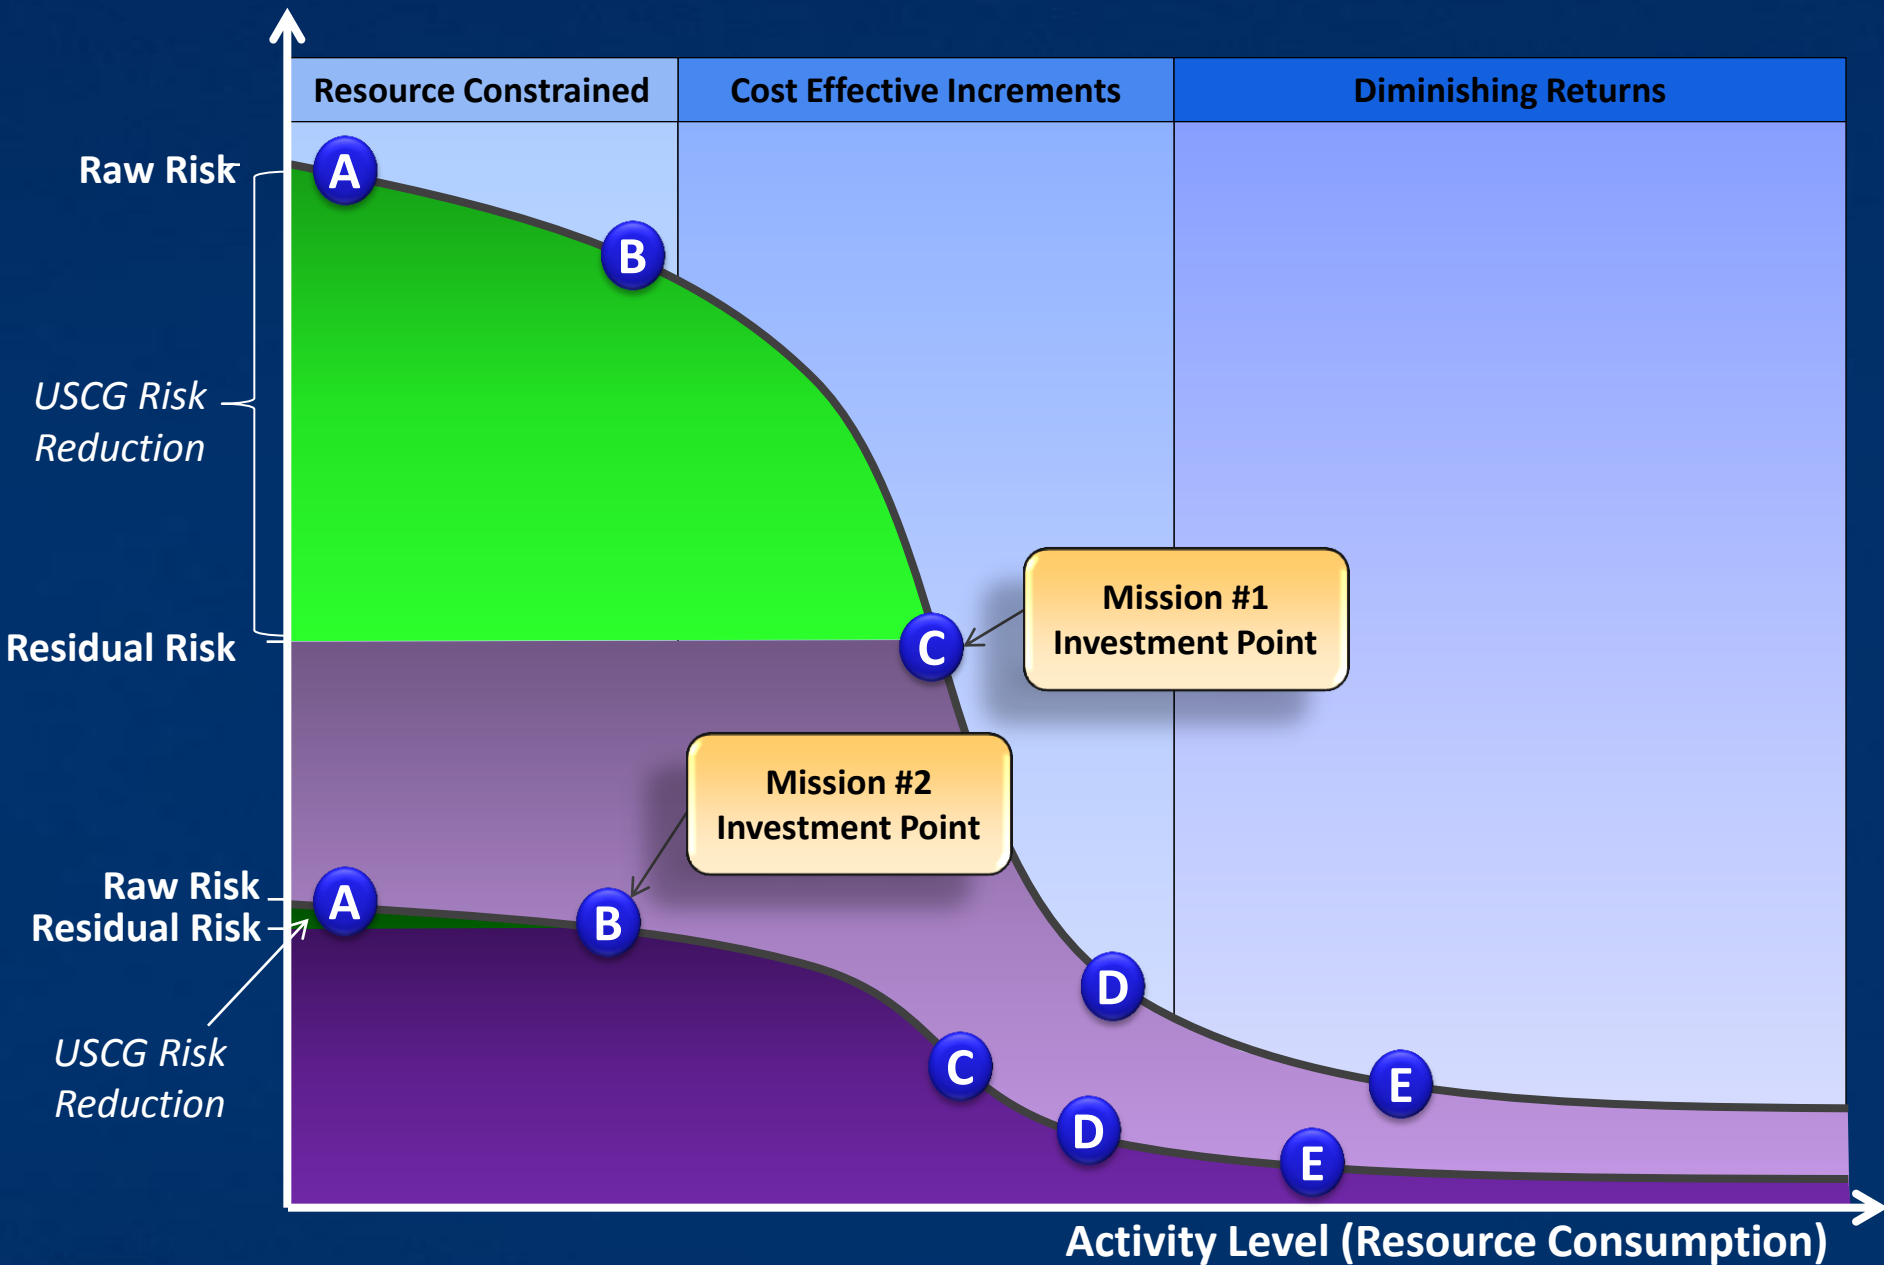 Resource Constrained
Cost Effective Increments
Diminishing Returns
Raw Risk
A
B
USCG Risk
Reduction
Mission #1
Investment Point
Residual Risk
C
Mission #2
Investment Point
Raw Risk
A
Residual Risk
B
D
USCG Risk
Reduction
C
E
D
E
Activity Level (Resource Consumption)